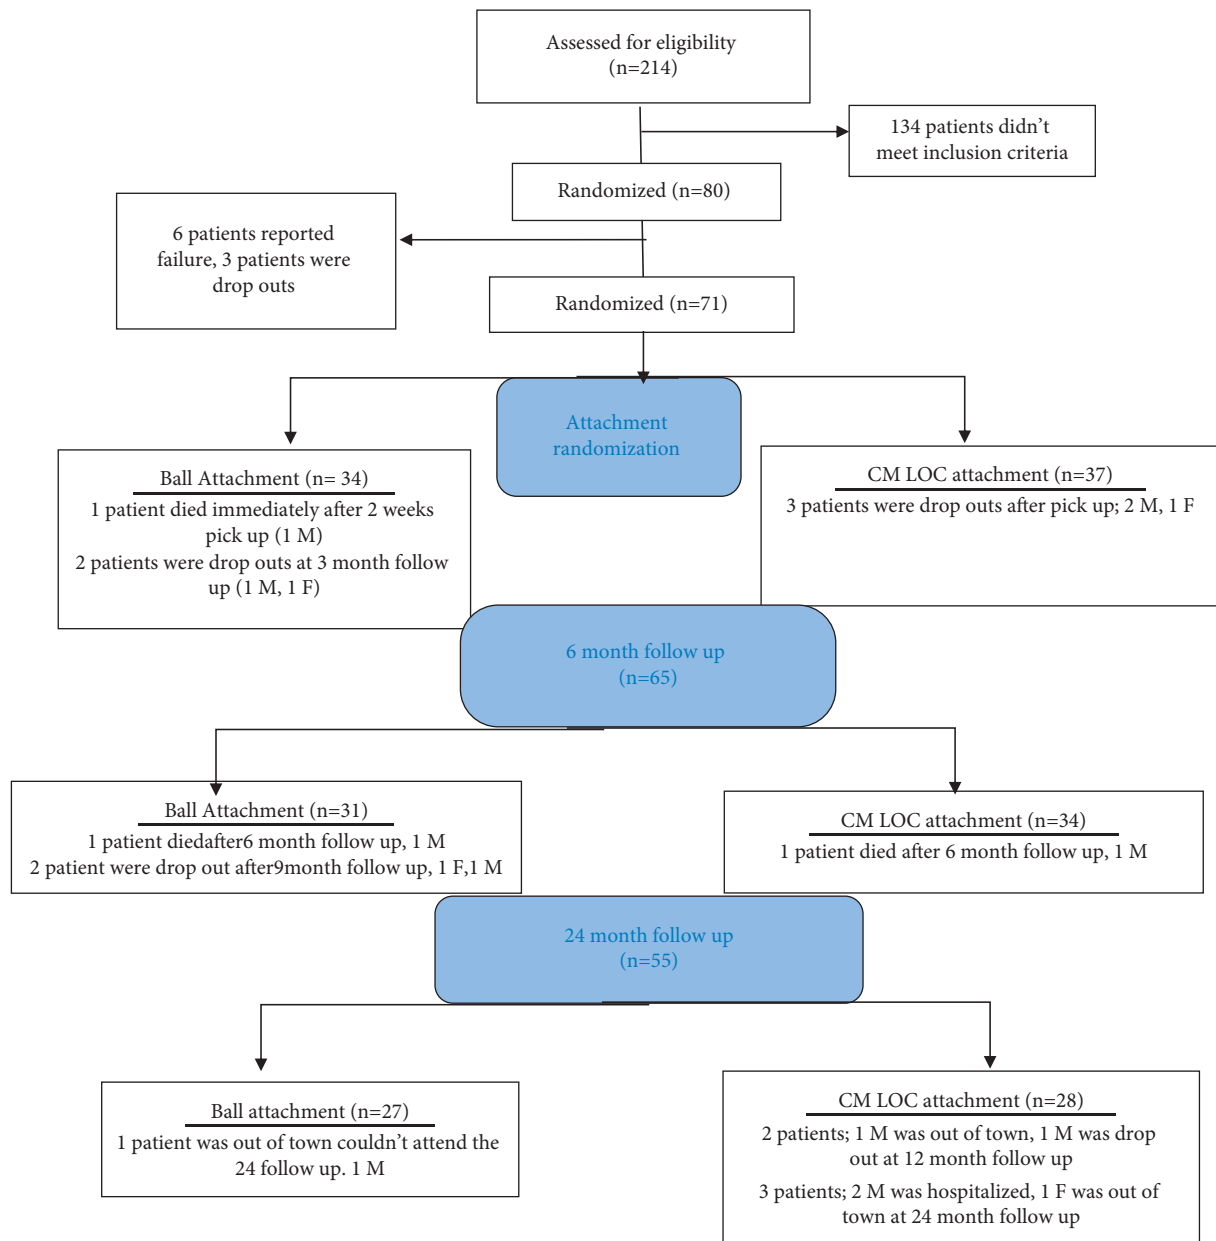 Assessed for eligibility
(n=214)
134 patients didn't
meet inclusion criteria
Randomized (n=80)
6 patients reported
failure, 3 patients were
drop outs
Randomized (n=71)
Attachment
randomization
Ball Attachment (n= 34)
1 patient died immediately after 2 weeks
pick up (1 M)
2 patients were drop outs at 3 month follow
up (1 M, 1 F)
CM LOC attachment (n=37)
3 patients were drop outs after pick up; 2 M, 1 F
6 month follow up
(n=65)
Ball Attachment (n=31)
1 patient diedafter6 month follow up, 1 M
2 patient were drop out after9month follow up, 1 F,1 M
CM LOC attachment (n=34)
1 patient died after 6 month follow up, 1 M
24 month follow up
(n=55)
Ball attachment (n=27)
1 patient was out of town couldn't attend the
24 follow up. 1 M
CM LOC attachment (n=28)
2 patients; 1 M was out of town, 1 M was drop
out at 12 month follow up
3 patients; 2 M was hospitalized, 1 F was out of
town at 24 month follow up